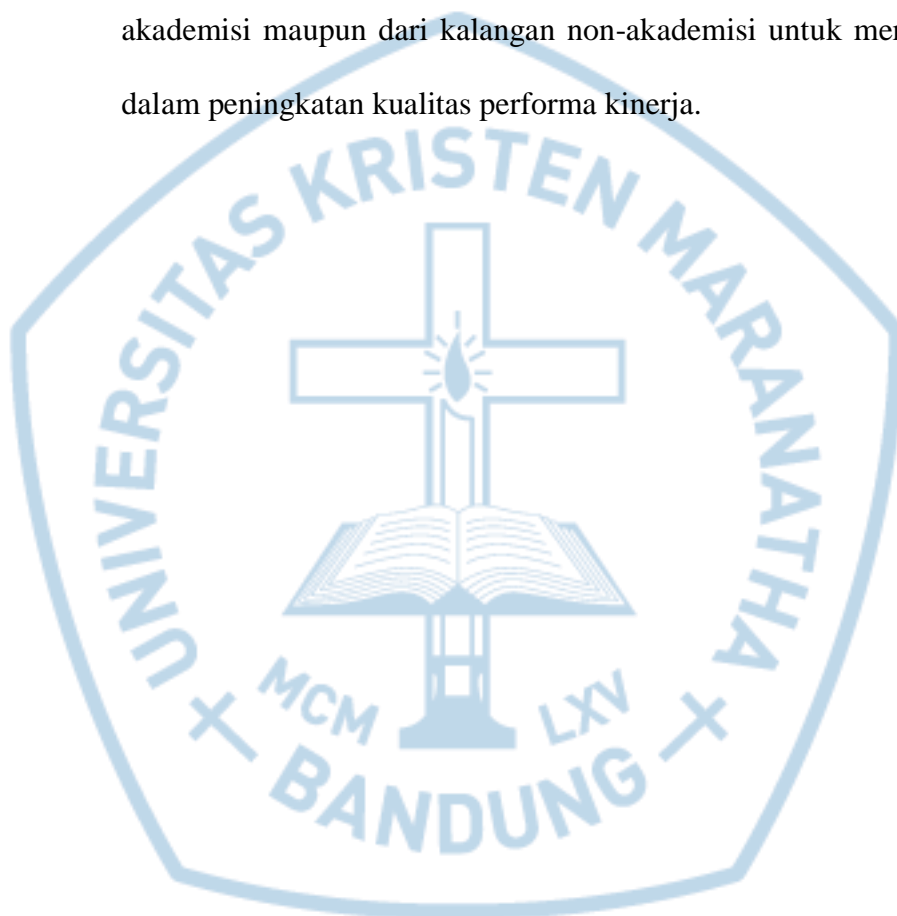 akademisi maupun dari kalangan non-akademisi untuk
dalam peningkatan kualitas performa kinerja.
UNIVERSITAS KRISTEN MARANATHA
MCM LXV
BANDUNG